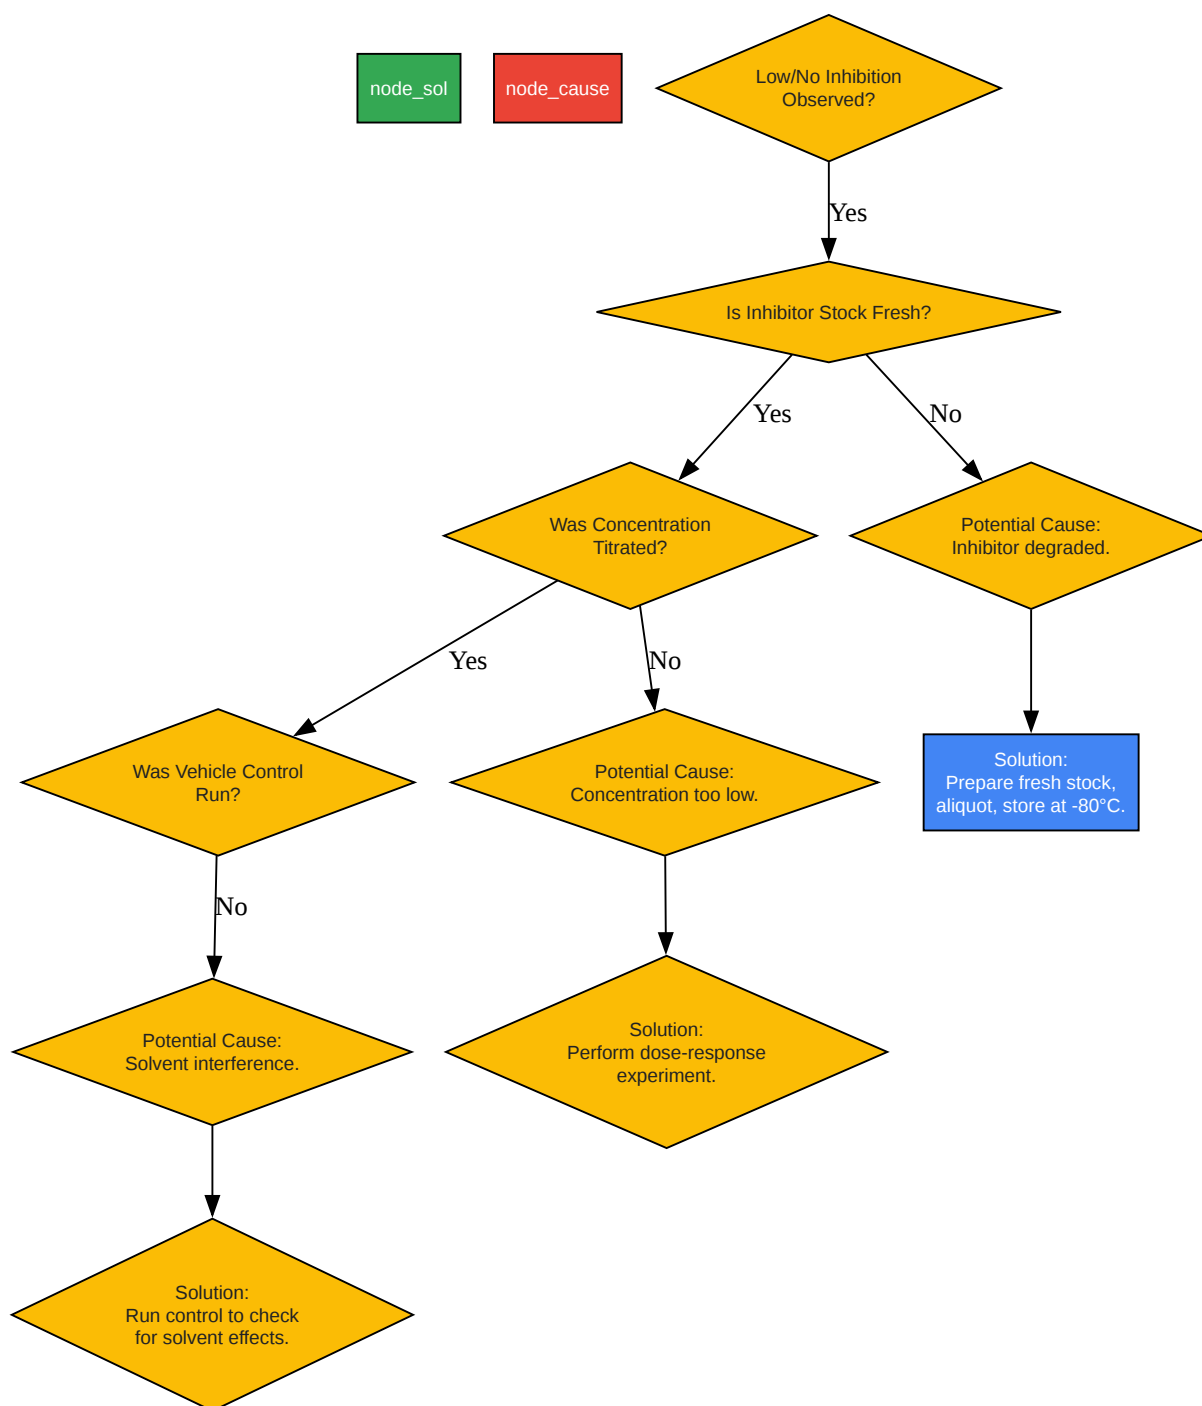 node_sol
node_cause
Low/No Inhibition
Observed?
Yes
Is Inhibitor Stock Fresh?
Yes
No
Was Concentration
Titrated?
Potential Cause:
Inhibitor degraded.
Yes
No
Was Vehicle Control
Run?
Potential Cause:
Concentration too low.
Solution:
Prepare fresh stock,
aliquot, store at -80°C.
No
Potential Cause:
Solvent interference.
Solution:
Perform dose-response
experiment.
Solution:
Run control to check
for solvent effects.